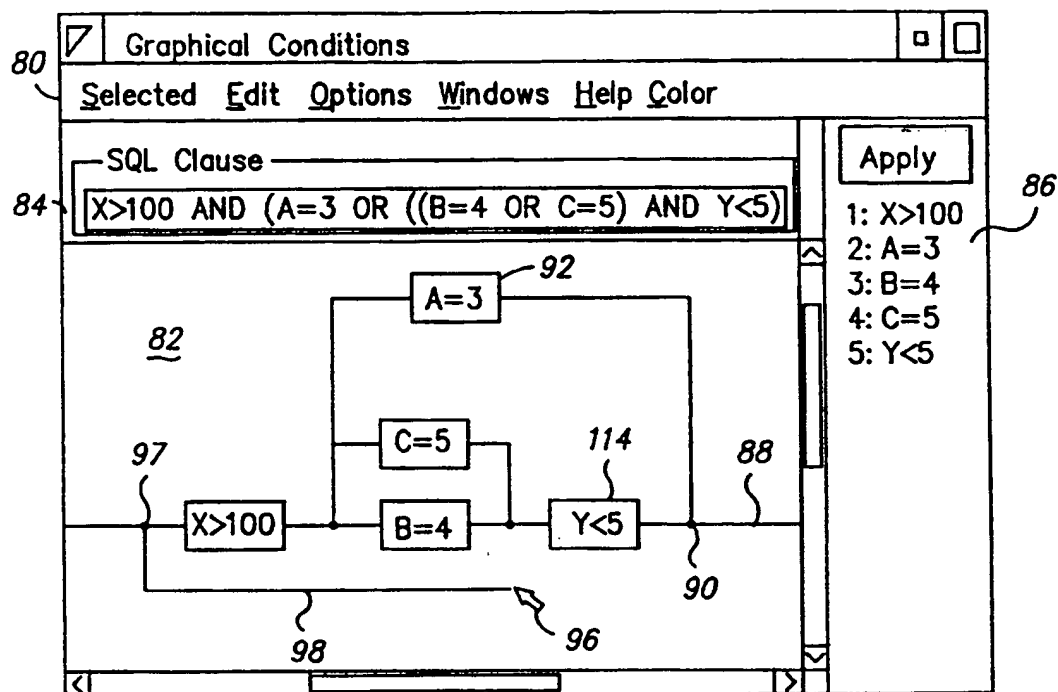 Graphical Conditions
80
Selected Edit Options Windows Help Color
SQL Clause
Apply
84
X>100 AND (A=3 OR ((B=4 OR C=5) AND Y<5)
86
1: X>100
2: A=3
3: B=4
4: C=5
5: Y<5
92
A=3
82
C=5
114
88
97
X>100
B=4
Y<5
90
98
96